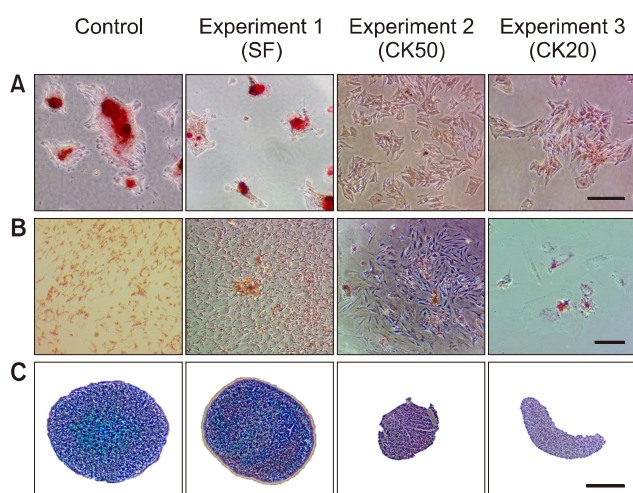 Control Experiment 1 Experiment 2 Experiment 3
(SF) (CK50) (CK20)
A
B
C